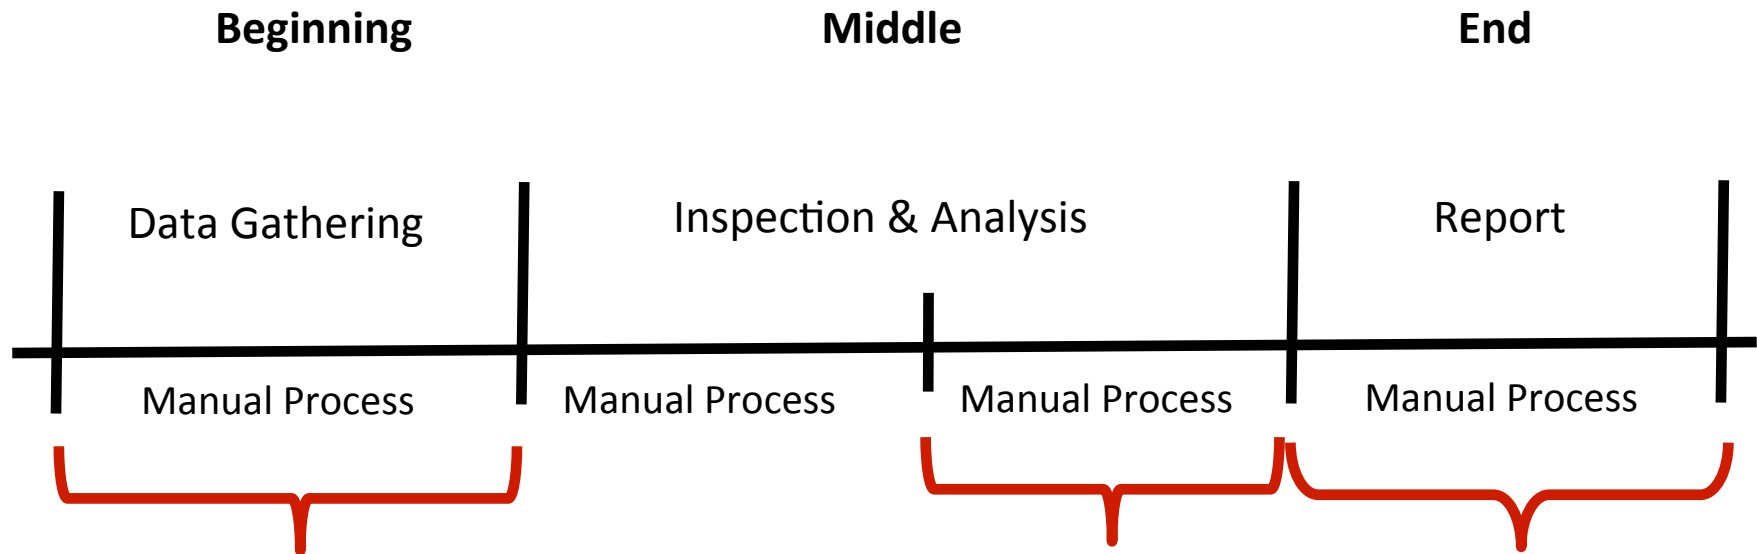 Beginning Middle End
Data Gathering Inspection & Analysis Report
Manual Process Manual Process Manual Process Manual Process